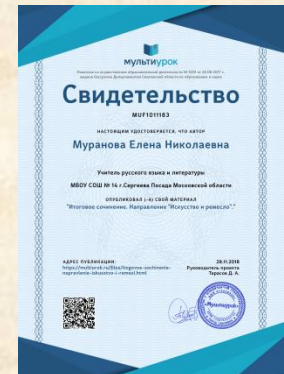 мультиурок
Свидетельство
MUF1011163
НАСТОЯЩИМ УДОСТОВЕРЯЕТСЯ, ЧТО АВТОР
Муранова Елена Николаевна
Учитель русского языка и литературы
МБОУ СОШ № 14 г.Сергиева Посада Московской области
ОПУБЛИКОВАЛ (-А) СВОЙ МАТЕРИАЛ
"Итоговое сочинение. Направление "Искусство и ремесло"."
АДРЕС ПУБЛИКАЦИИ:
28.11.2018
Руководитель проекта
Тарасов Д. А.